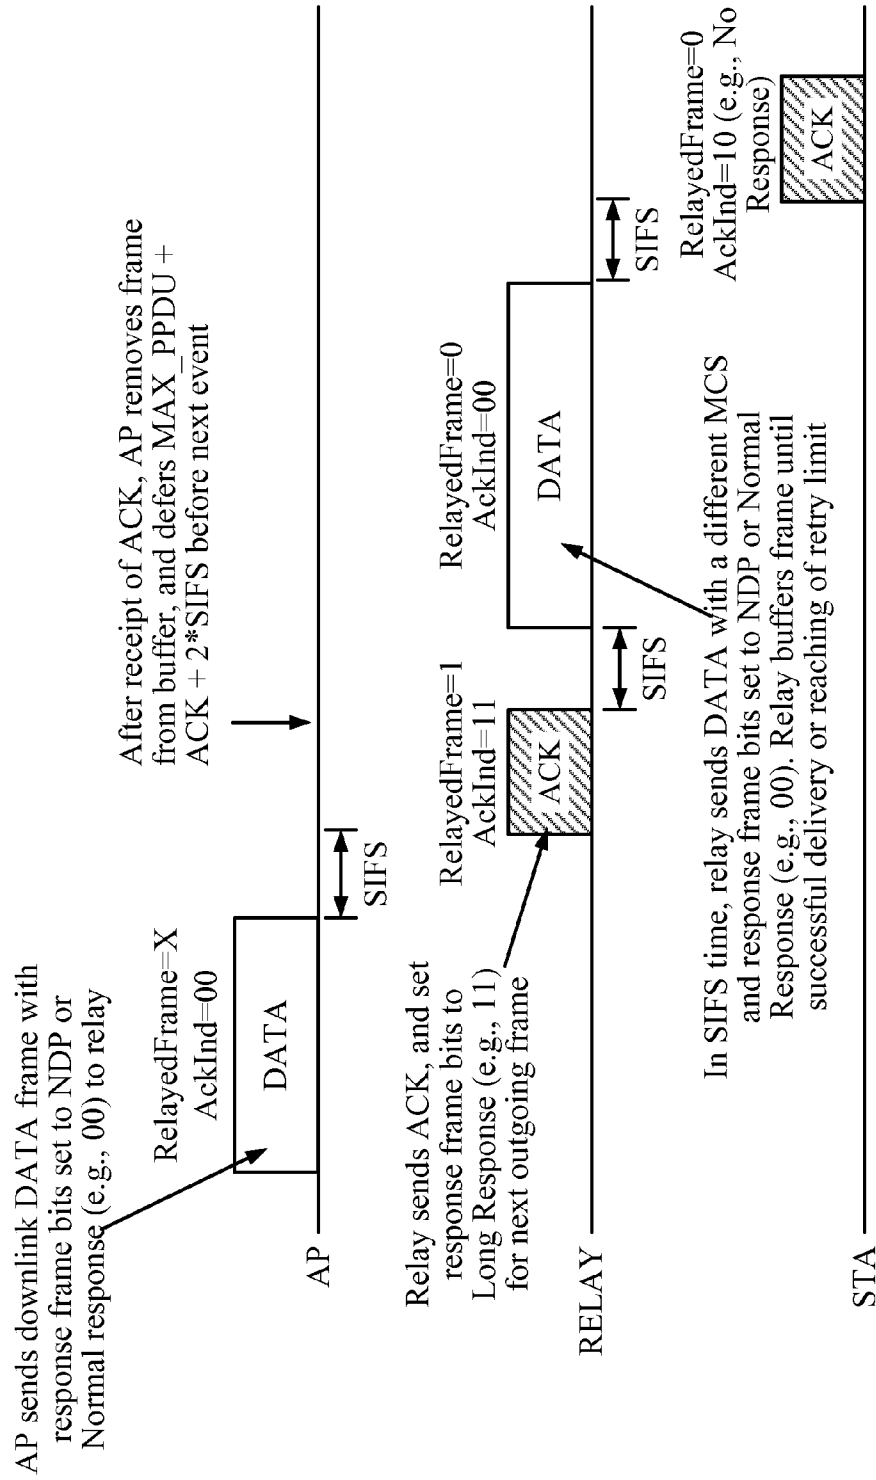 AP sends downlink DATA frame with
response frame bits set to NDP or
Normal response (e.g., 00) to relay
After receipt of ACK, AP removes frame
from buffer, and defers MAX_PPDU +
ACK + 2*SIFS before next event
RelayedFrame=X
AckInd=00
DATA
SIFS
AP
Relay sends ACK, and set
response frame bits to
Long Response (e.g., 11)
for next outgoing frame
RelayedFrame=1
AckInd=11
ACK
SIFS
RelayedFrame=0
AckInd=00
DATA
SIFS
RELAY
In SIFS time, relay sends DATA with a different MCS
and response frame bits set to NDP or Normal
Response (e.g., 00). Relay buffers frame until
successful delivery or reaching of retry limit
RelayedFrame=0
AckInd=10 (e.g., No
Response)
ACK
STA